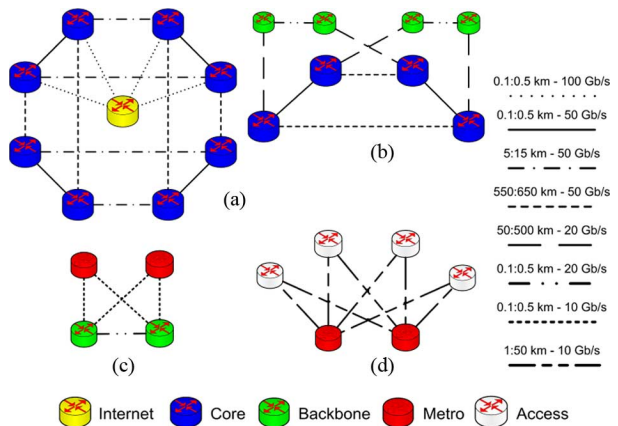 (a)
(b)
(c)
(d)
0.1:0.5 km - 100 Gb/s
0.1:0.5 km - 50 Gb/s
5:15 km - 50 Gb/s
550:650 km - 50 Gb/s
50:500 km - 20 Gb/s
0.1:0.5 km - 20 Gb/s
0.1:0.5 km - 10 Gb/s
1:50 km - 10 Gb/s
Internet Core Backbone Metro Access